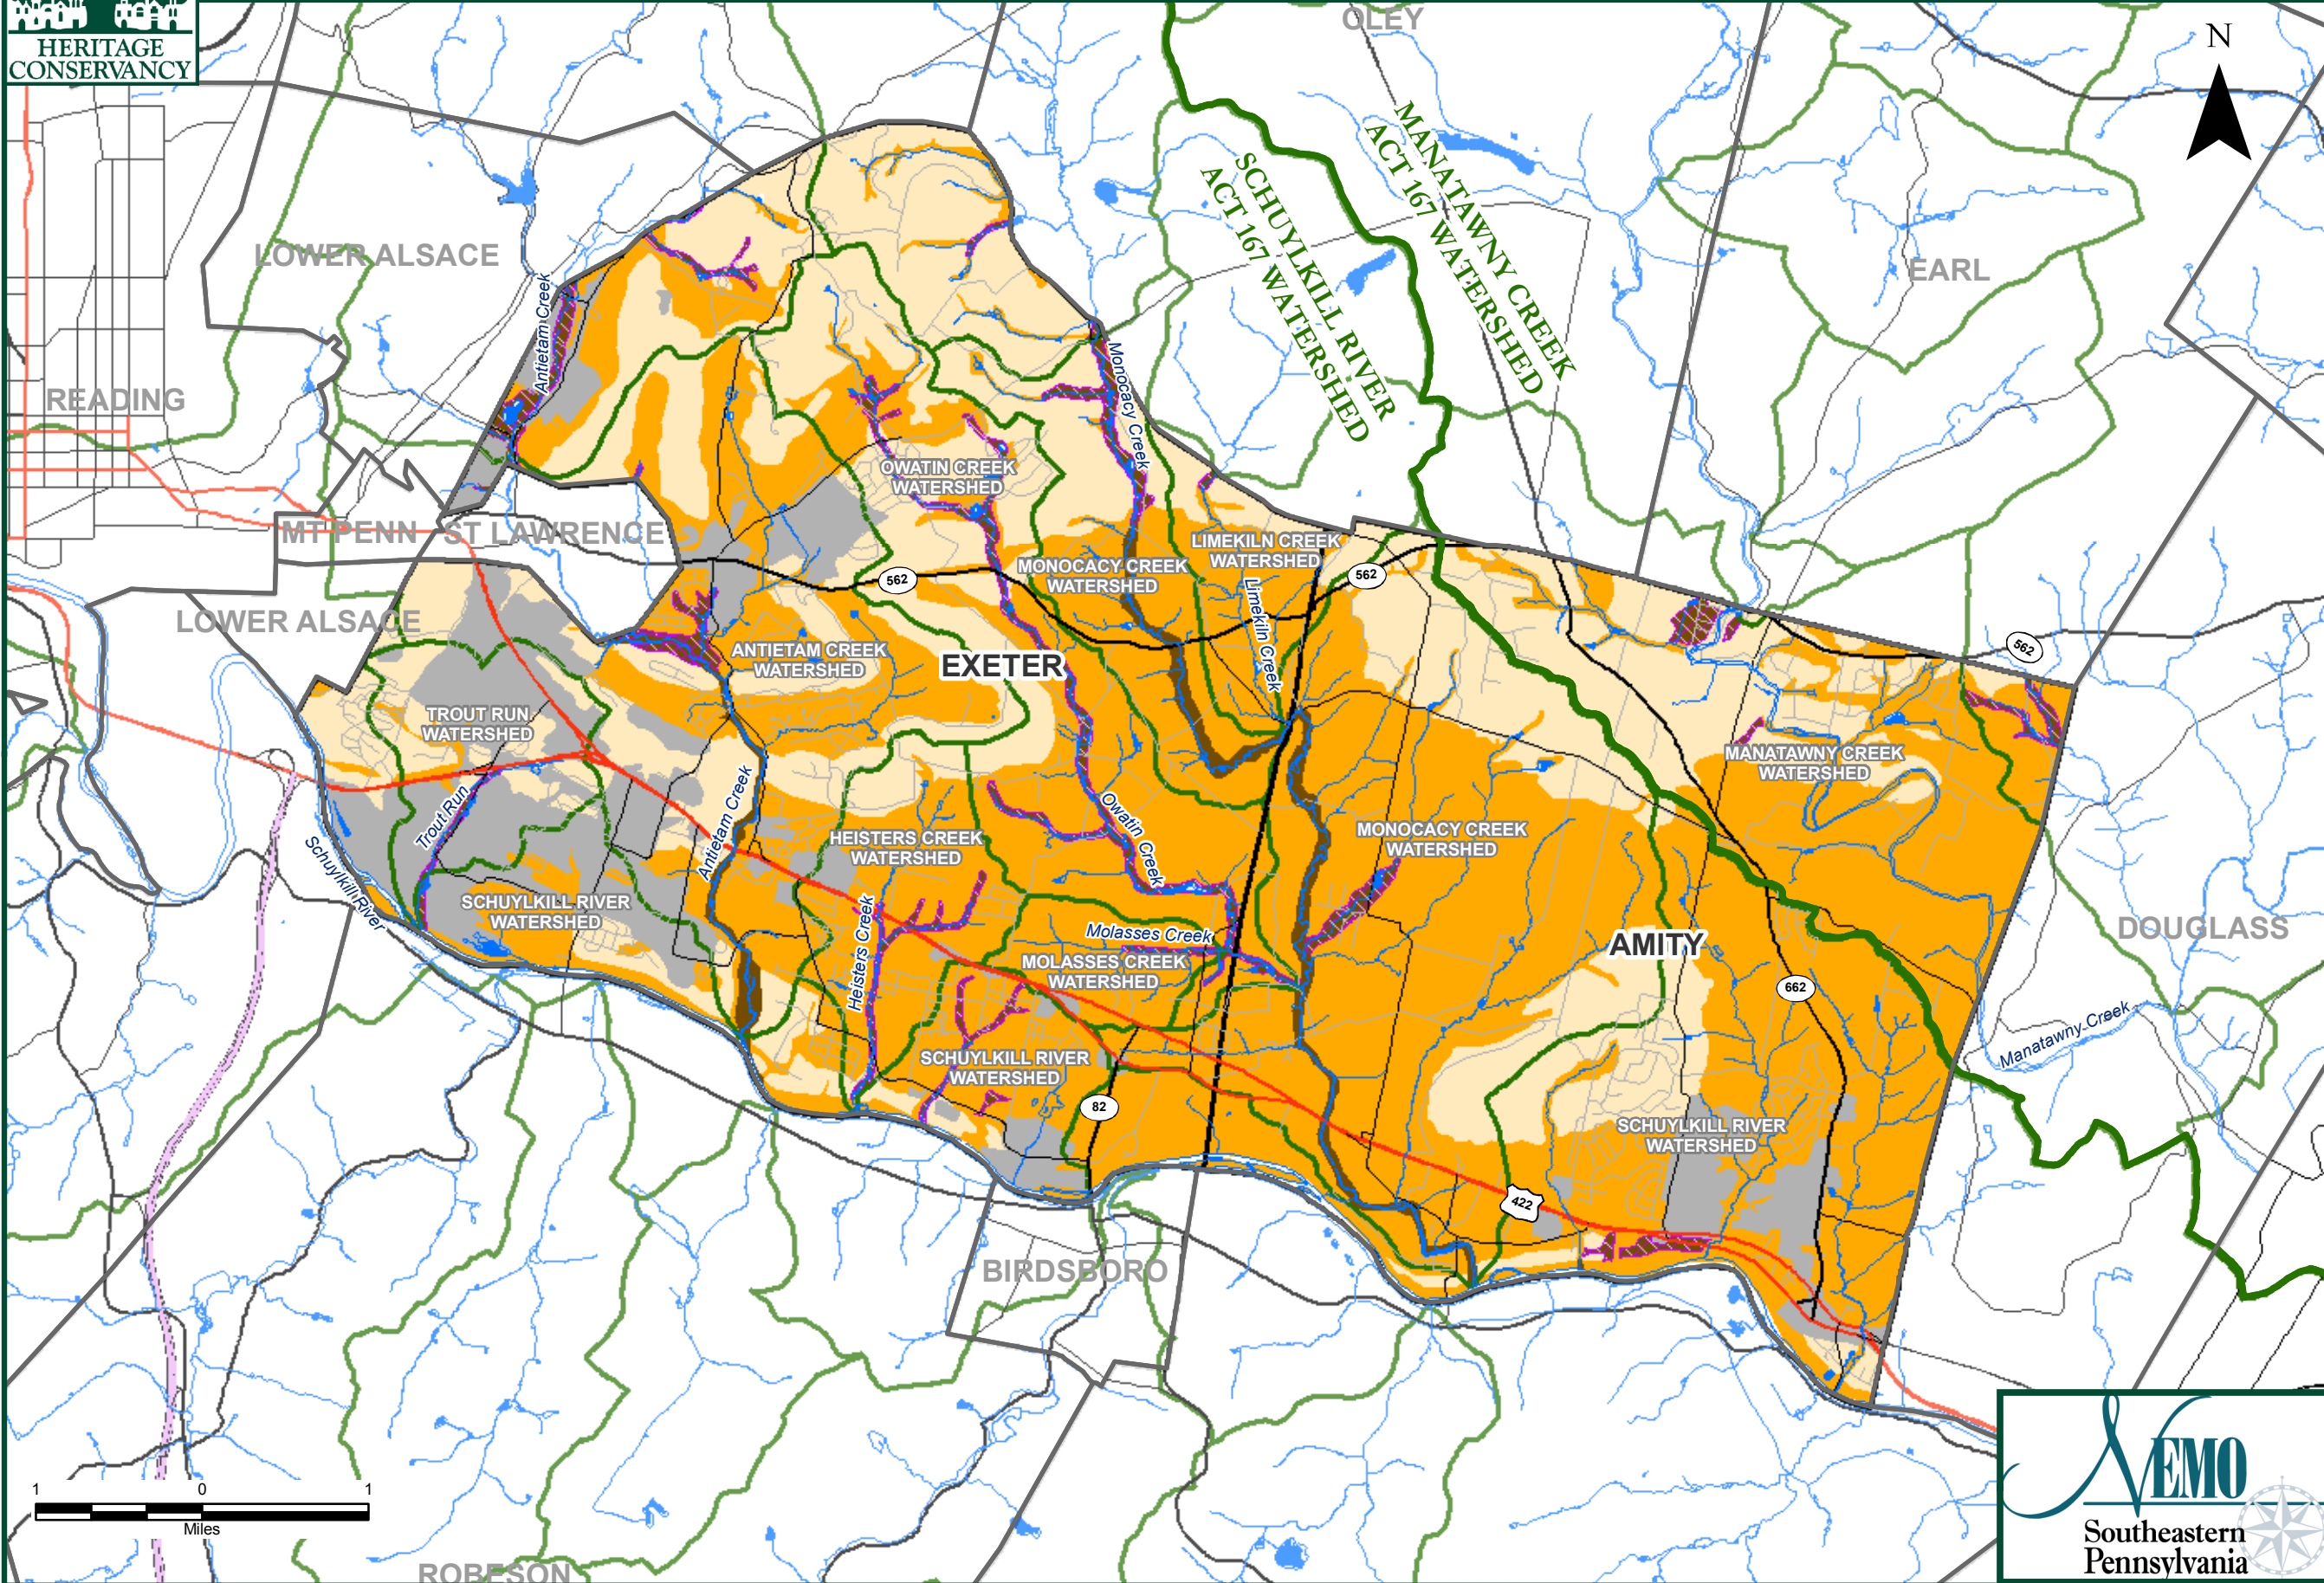 HERITAGE
CONSERVANCY
OLEY
N
MANATAWNY CREEK
ACT 167 WATERSHED
SCHUYLKILL RIVER
ACT 167 WATERSHED
LOWER ALSACE
EARL
Antietam Creek
Monocacy Creek
READING
OWATIN CREEK
WATERSHED
MT PENN
ST LAWRENCE
LIMEKILN CREEK
WATERSHED
MONOCACY CREEK
WATERSHED
562
562
Limekiln Creek
LOWER ALSACE
562
ANTIETAM CREEK
WATERSHED
EXETER
TROUT RUN
WATERSHED
MANATAWNY CREEK
WATERSHED
Trout Run
Antietam Creek
Owatin Creek
HEISTERS CREEK
WATERSHED
MONOCACY CREEK
WATERSHED
Schuylkill River
SCHUYLKILL RIVER
WATERSHED
Heisters Creek
Molasses Creek
AMITY
DOUGLASS
MOLASSES CREEK
WATERSHED
662
Manatawny Creek
SCHUYLKILL RIVER
WATERSHED
82
SCHUYLKILL RIVER
WATERSHED
422
BIRDSBORO
1
0
1
Miles
NEMO
Southeastern
Pennsylvania
ROBESON